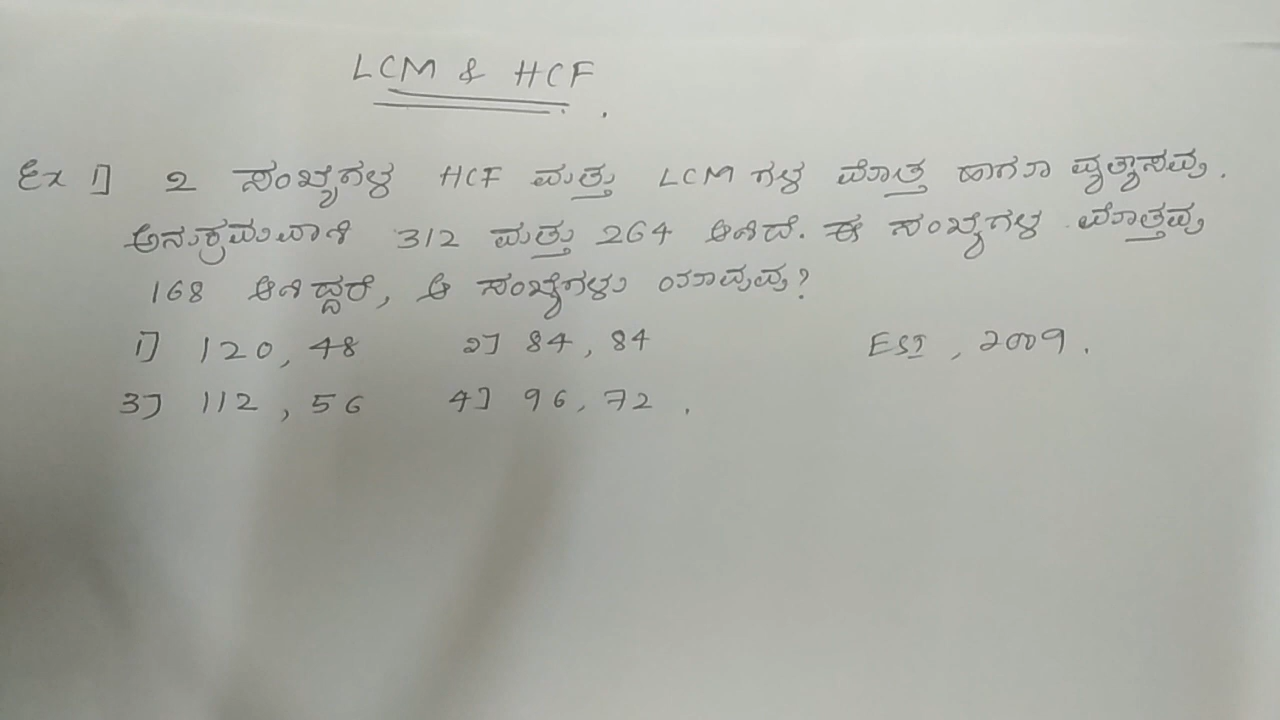 LCM & HCF
Ex 1] 2 ಸಂಖ್ಯೆಗಳ HCF ಮತ್ತು LCM ಗಳ ಮೊತ್ತ ಹಾಗೂ ವ್ಯತ್ಯಾಸವು.
ಅನುಕ್ರಮವಾಗಿ 312 ಮತ್ತು 264 ಆಗಿದೆ. ಈ ಸಂಖ್ಯೆಗಳ ಮೊತ್ತವು
168 ಆಗಿದ್ದರೆ, ಆ ಸಂಖ್ಯೆಗಳು ಯಾವುವು?
1] 120, 48 2] 84, 84 ESI, 2009.
3] 112, 56 4] 96, 72.